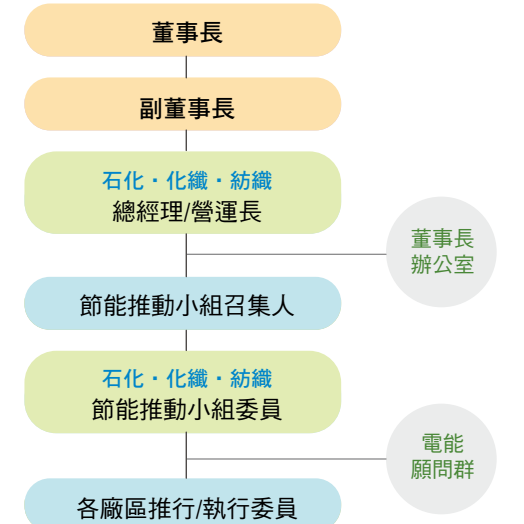 董事長
副董事長
石化・化纖・紡織
總經理/營運長
董事長
辦公室
節能推動小組召集人
石化・化纖・紡織
節能推動小組委員
電能
願問群
各廠區推行/執行委員